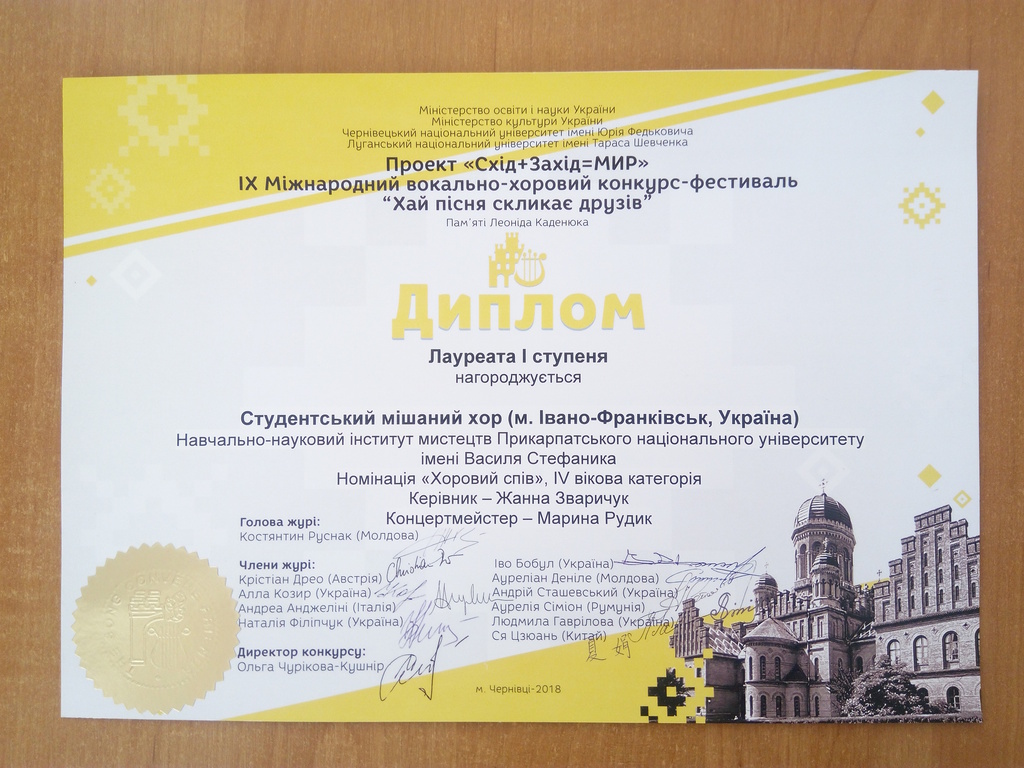 Міністерство освіти і науки України
Міністерство культури України
Чернівецький національний університет імені Юрія Федьковича
Луганський національний університет імені Тараса Шевченка
Проект «Схід+Захід=МИР»
ІХ Міжнародний вокально-хоровий конкурс-фестиваль
“Хай пісня скликає друзів”
Пам'яті Леоніда Каденюка
Диплом
Лауреата І ступеня
нагороджується
Студентський мішаний хор (м. Івано-Франківськ, Україна)
Навчально-науковий інститут мистецтв Прикарпатського національного університету
імені Василя Стефаника
Номінація «Хоровий спів», IV вікова категорія
Керівник – Жанна Зваричук
Концертмейстер – Марина Рудик
Голова журі:
Костянтин Руснак (Молдова)
Члени журі:
Крістіан Дрео (Австрія)
Алла Козир (Україна)
Андреа Анджеліні (Італія)
Наталія Філіпчук (Україна)
Іво Бобул (Україна)
Ауреліан Деніле (Молдова)
Андрій Сташевський (Україна)
Аурелія Сіміон (Румунія)
Людмила Гаврілова (Україна)
Ся Цзюань (Китай)
夏 娟
Директор конкурсу:
Ольга Чурікова-Кушнір
м. Чернівці-2018